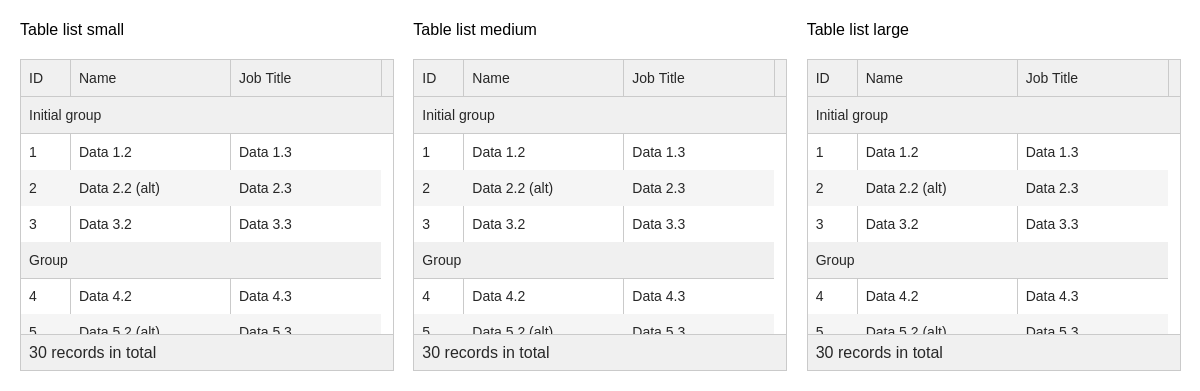 Table list small
ID Name Job Title
Initial group
1 Data 1.2 Data 1.3
2 Data 2.2 (alt) Data 2.3
3 Data 3.2 Data 3.3
Group
4 Data 4.2 Data 4.3
5 Data 5.2 (alt) Data 5.3
30 records in total
Table list medium
ID Name Job Title
Initial group
1 Data 1.2 Data 1.3
2 Data 2.2 (alt) Data 2.3
3 Data 3.2 Data 3.3
Group
4 Data 4.2 Data 4.3
5 Data 5.2 (alt) Data 5.3
30 records in total
Table list large
ID Name Job Title
Initial group
1 Data 1.2 Data 1.3
2 Data 2.2 (alt) Data 2.3
3 Data 3.2 Data 3.3
Group
4 Data 4.2 Data 4.3
5 Data 5.2 (alt) Data 5.3
30 records in total